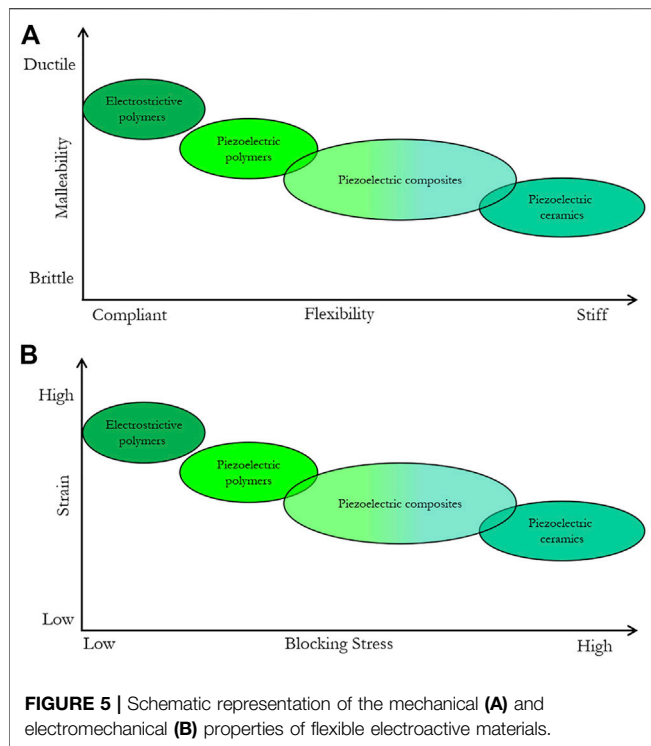 A
Ductile
Malleability
Brittle
Electrostrictive
polymers
Piezoelectric
polymers
Piezoelectric composites
Piezoelectric
ceramics
Compliant
Flexibility
Stiff
B
High
Strain
Low
Electrostrictive
polymers
Piezoelectric
polymers
Piezoelectric composites
Piezoelectric
ceramics
Low
Blocking Stress
High
FIGURE 5 | Schematic representation of the mechanical (A) and
electromechanical (B) properties of flexible electroactive materials.